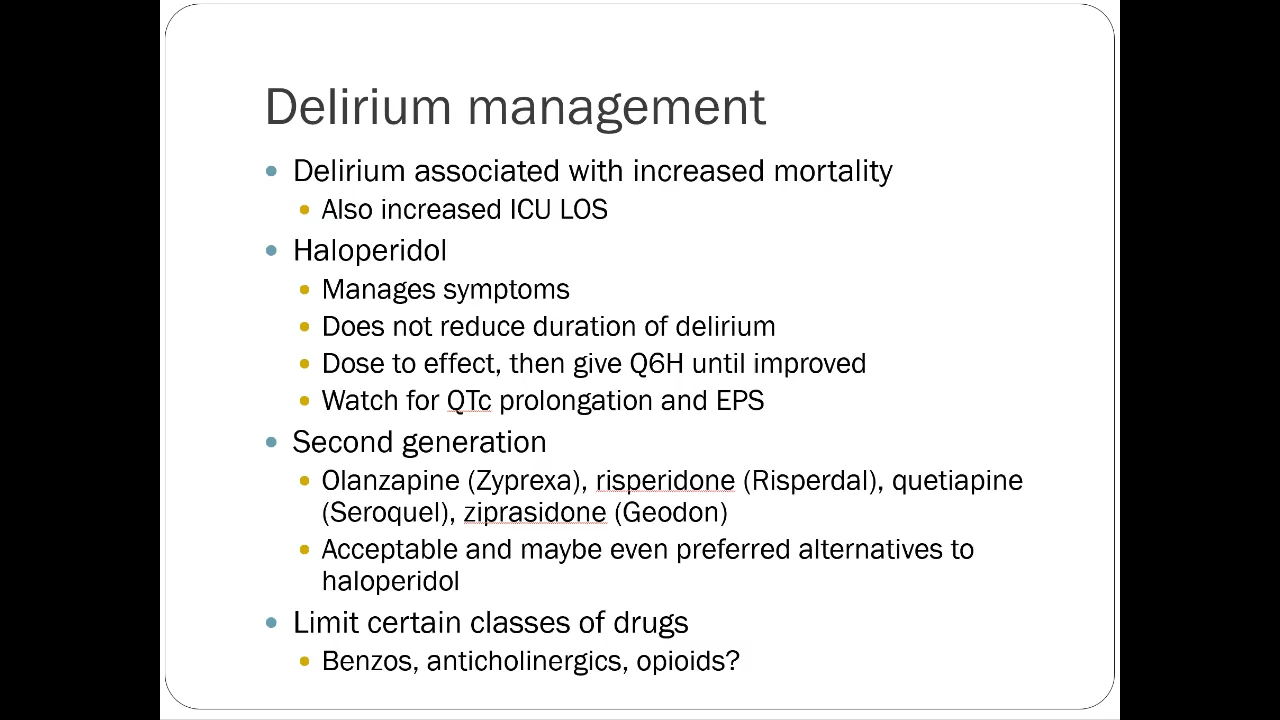 Delirium management
• Delirium associated with increased mortality
• Also increased ICU LOS
• Haloperidol
• Manages symptoms
• Does not reduce duration of delirium
• Dose to effect, then give Q6H until improved
• Watch for QTc prolongation and EPS
• Second generation
• Olanzapine (Zyprexa), risperidone (Risperdal), quetiapine
(Seroquel), ziprasidone (Geodon)
• Acceptable and maybe even preferred alternatives to
haloperidol
• Limit certain classes of drugs
• Benzos, anticholinergics, opioids?